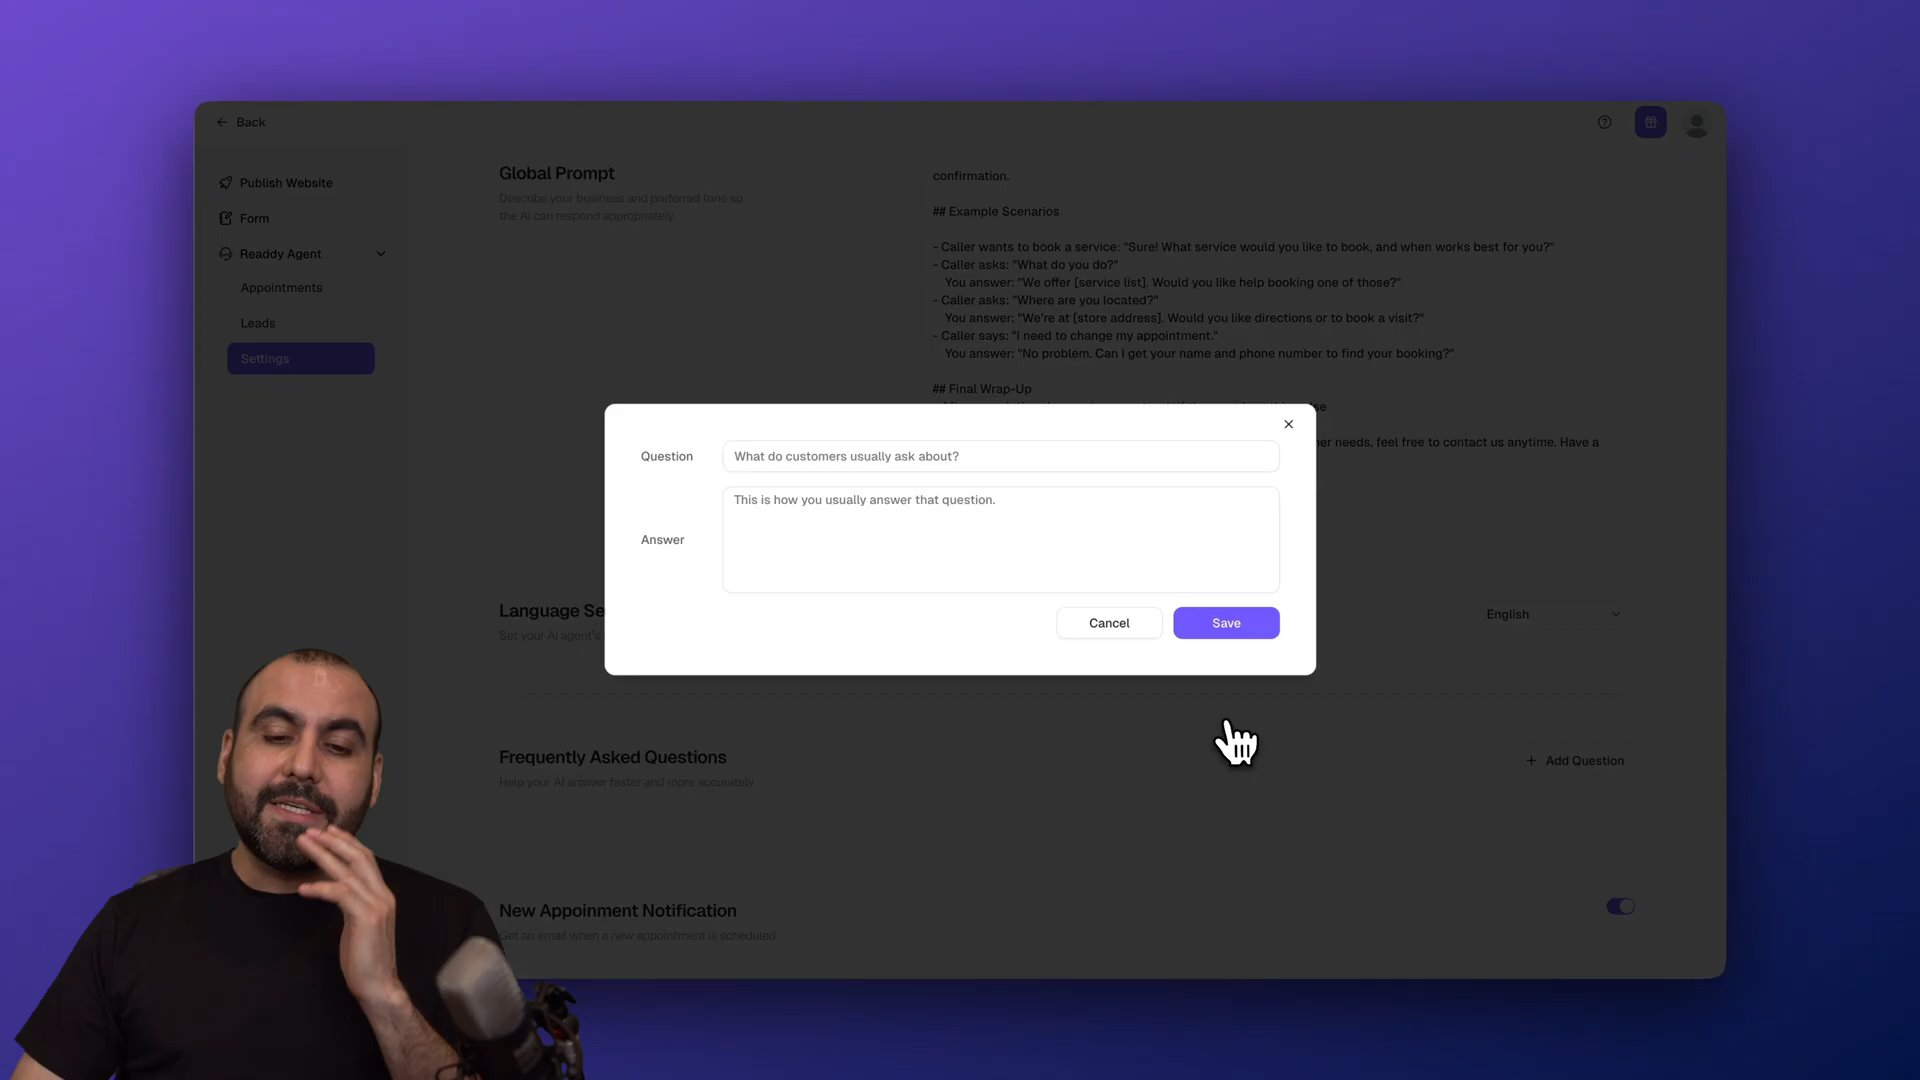 Back
Publish Website
Form
Readdy Agent
Appointments
Leads
Settings
Global Prompt
Describe your business and preferred tone so
the AI can respond appropriately
confirmation.
## Example Scenarios
- Caller wants to book a service: "Sure! What service would you like to book, and when works best for you?"
- Caller asks: "What do you do?"
You answer: "We offer [service list]. Would you like help booking one of those?"
- Caller asks: "Where are you located?"
You answer: "We're at [store address]. Would you like directions or to book a visit?"
- Caller says: "I need to change my appointment."
You answer: "No problem. Can I get your name and phone number to find your booking?"
## Final Wrap-Up
needs, feel free to contact us anytime. Have a
Question
What do customers usually ask about?
Answer
This is how you usually answer that question.
Cancel
Save
Language Se
Set your AI agent's
English
Frequently Asked Questions
Help your AI answer faster and more accurately
+ Add Question
New Appoinment Notification
Get an email when a new appointment is scheduled